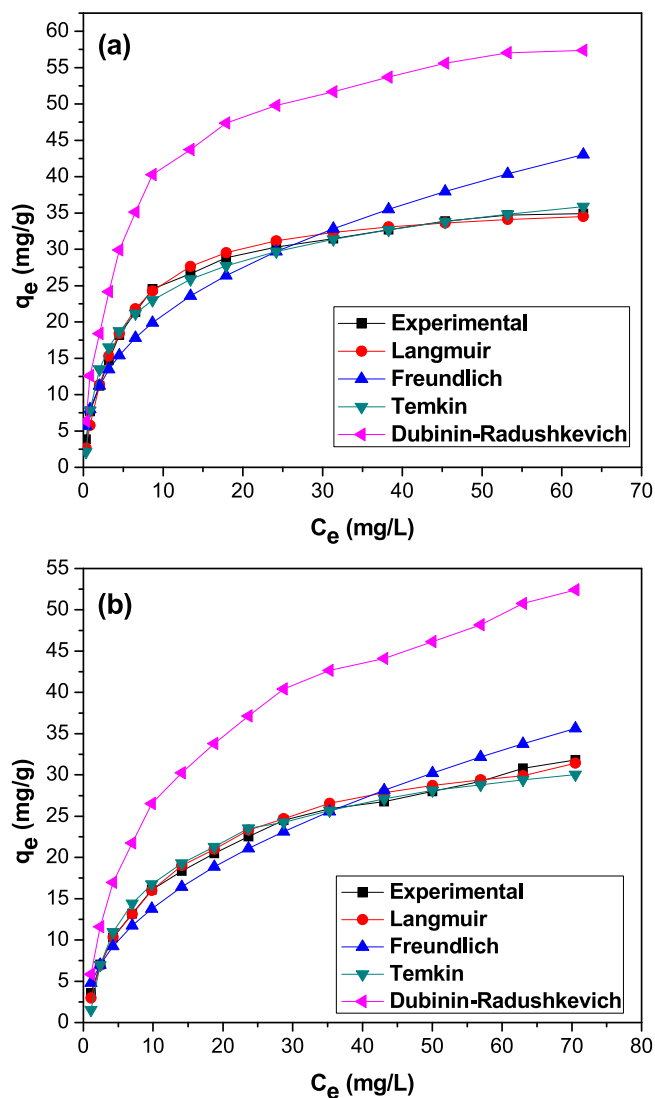 (a)
60
55
50
45
40
35
30
25
20
15
10
5
0
qe (mg/g)
Experimental
Langmuir
Freundlich
Temkin
Dubinin-Radushkevich
0 10 20 30 40 50 60 70
Ce (mg/L)
(b)
55
50
45
40
35
30
25
20
15
10
5
0
qe (mg/g)
Experimental
Langmuir
Freundlich
Temkin
Dubinin-Radushkevich
0 10 20 30 40 50 60 70 80
Ce (mg/L)